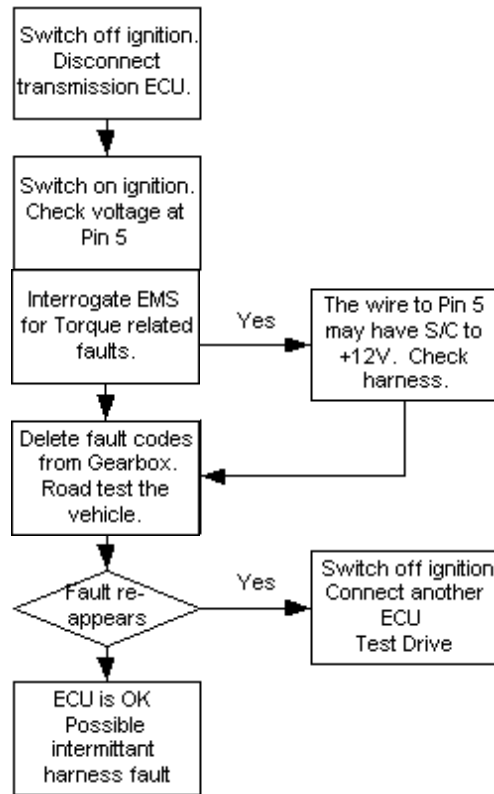 Switch off ignition.
Disconnect
transmission ECU.
Switch on ignition.
Check voltage at
Pin 5
Interrogate EMS
for Torque related
faults.
Yes
The wire to Pin 5
may have S/C to
+12V. Check
harness.
Delete fault codes
from Gearbox.
Road test the
vehicle.
Fault re-
appears
Yes
Switch off ignition
Connect another
ECU
Test Drive
ECU is OK
Possible
intermittant
harness fault